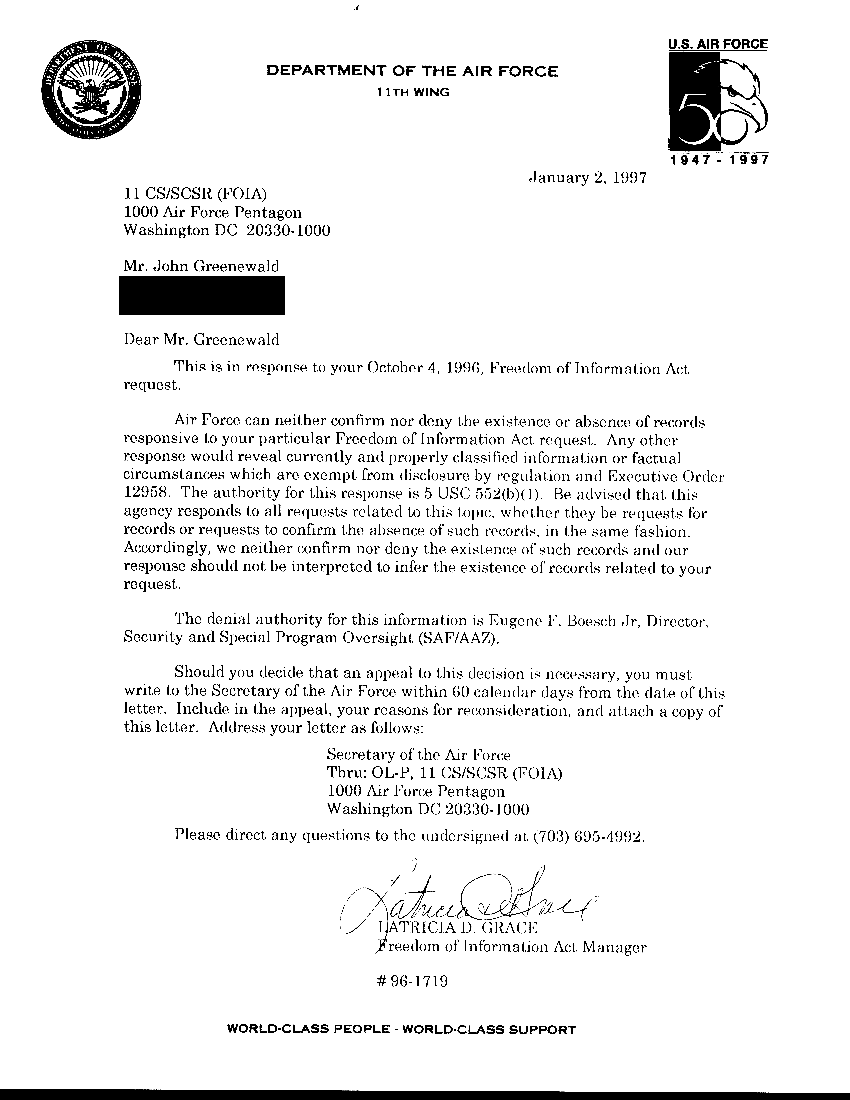 U.S. AIR FORCE
DEPARTMENT OF THE AIR FORCE
11TH WING
50
1947 - 1997
January 2, 1997
11 CS/SCSR (FOIA)
1000 Air Force Pentagon
Washington DC 20330-1000
Mr. John Greenewald
Dear Mr. Greenewald
This is in response to your October 4, 1996, Freedom of Information Act
request.
Air Force can neither confirm nor deny the existence or absence of records
responsive to your particular Freedom of Information Act request. Any other
response would reveal currently and properly classified information or factual
circumstances which are exempt from disclosure by regulation and Executive Order
12958. The authority for this response is 5 USC 552(b)(1). Be advised that this
agency responds to all requests related to this topic, whether they be requests for
records or requests to confirm the absence of such records, in the same fashion.
Accordingly, we neither confirm nor deny the existence of such records and our
response should not be interpreted to infer the existence of records related to your
request.
The denial authority for this information is Eugene F. Boesch Jr, Director,
Security and Special Program Oversight (SAF/AAZ).
Should you decide that an appeal to this decision is necessary, you must
write to the Secretary of the Air Force within 60 calendar days from the date of this
letter. Include in the appeal, your reasons for reconsideration, and attach a copy of
this letter. Address your letter as follows:
Secretary of the Air Force
Thru: OL-P, 11 CS/SCSR (FOIA)
1000 Air Force Pentagon
Washington DC 20330-1000
Please direct any questions to the undersigned at (703) 695-4992.
LATRICIA D. GRACE
Freedom of Information Act Manager
# 96-1719
WORLD-CLASS PEOPLE - WORLD-CLASS SUPPORT